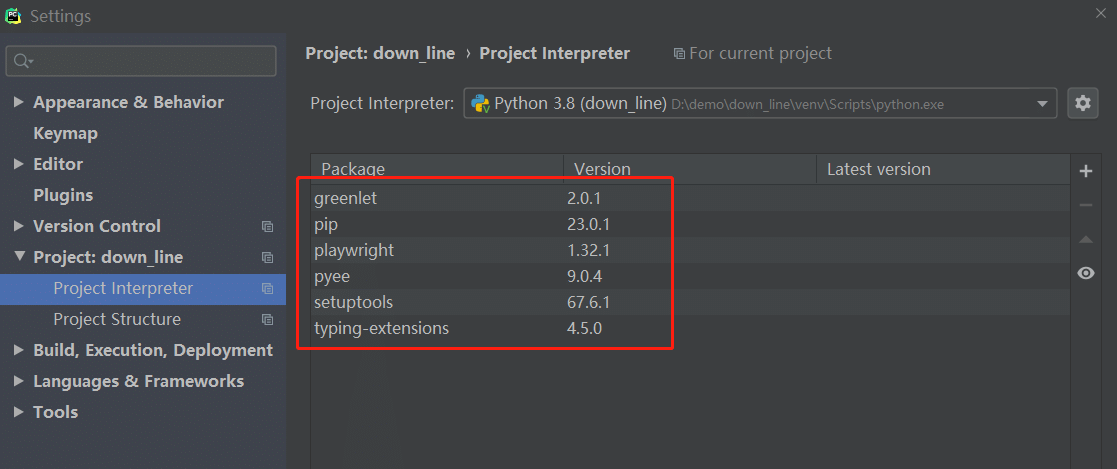 Settings
Project: down_line › Project Interpreter For current project
Project Interpreter: Python 3.8 (down_line) D:\demo\down_line\venv\Scripts\python.exe
Appearance & Behavior
Keymap
Editor
Plugins
Version Control
Project: down_line
Project Interpreter
Project Structure
Build, Execution, Deployment
Languages & Frameworks
Tools
Package Version Latest version
greenlet 2.0.1
pip 23.0.1
playwright 1.32.1
pyee 9.0.4
setuptools 67.6.1
typing-extensions 4.5.0